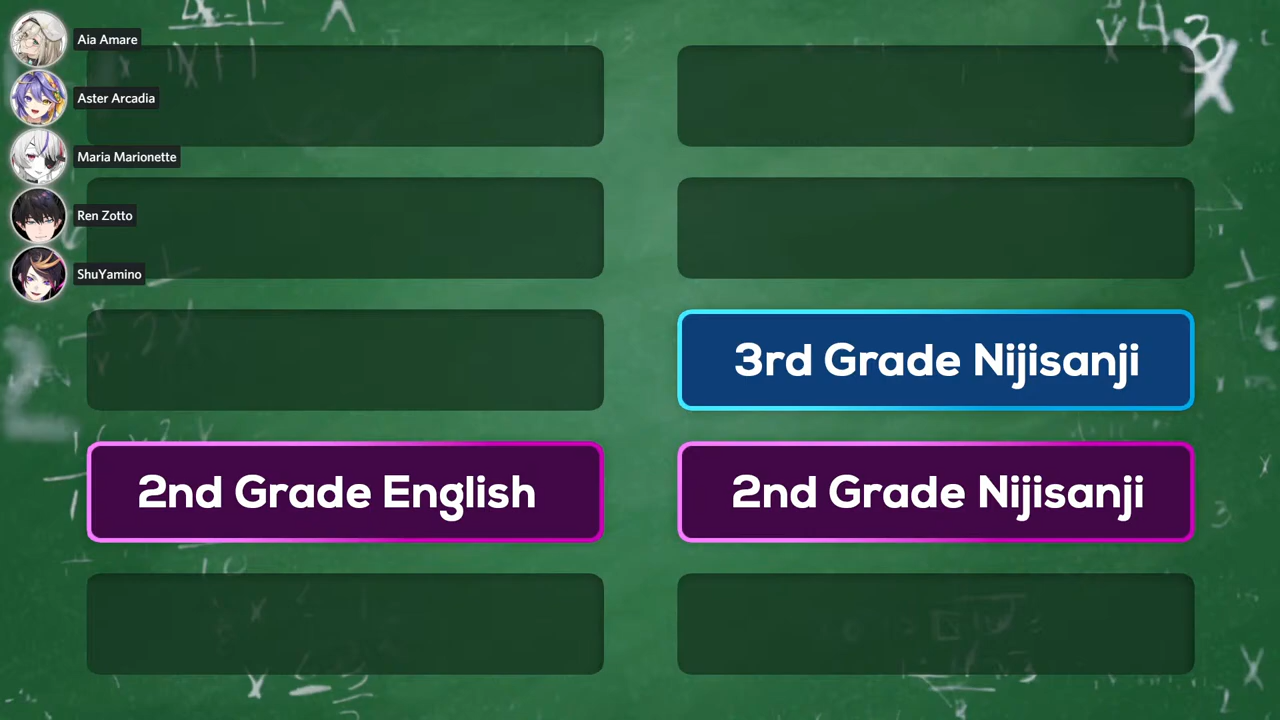 Aia Amare
Aster Arcadia
Maria Marionette
Ren Zotto
ShuYamino
3rd Grade Nijisanji
2nd Grade English
2nd Grade Nijisanji